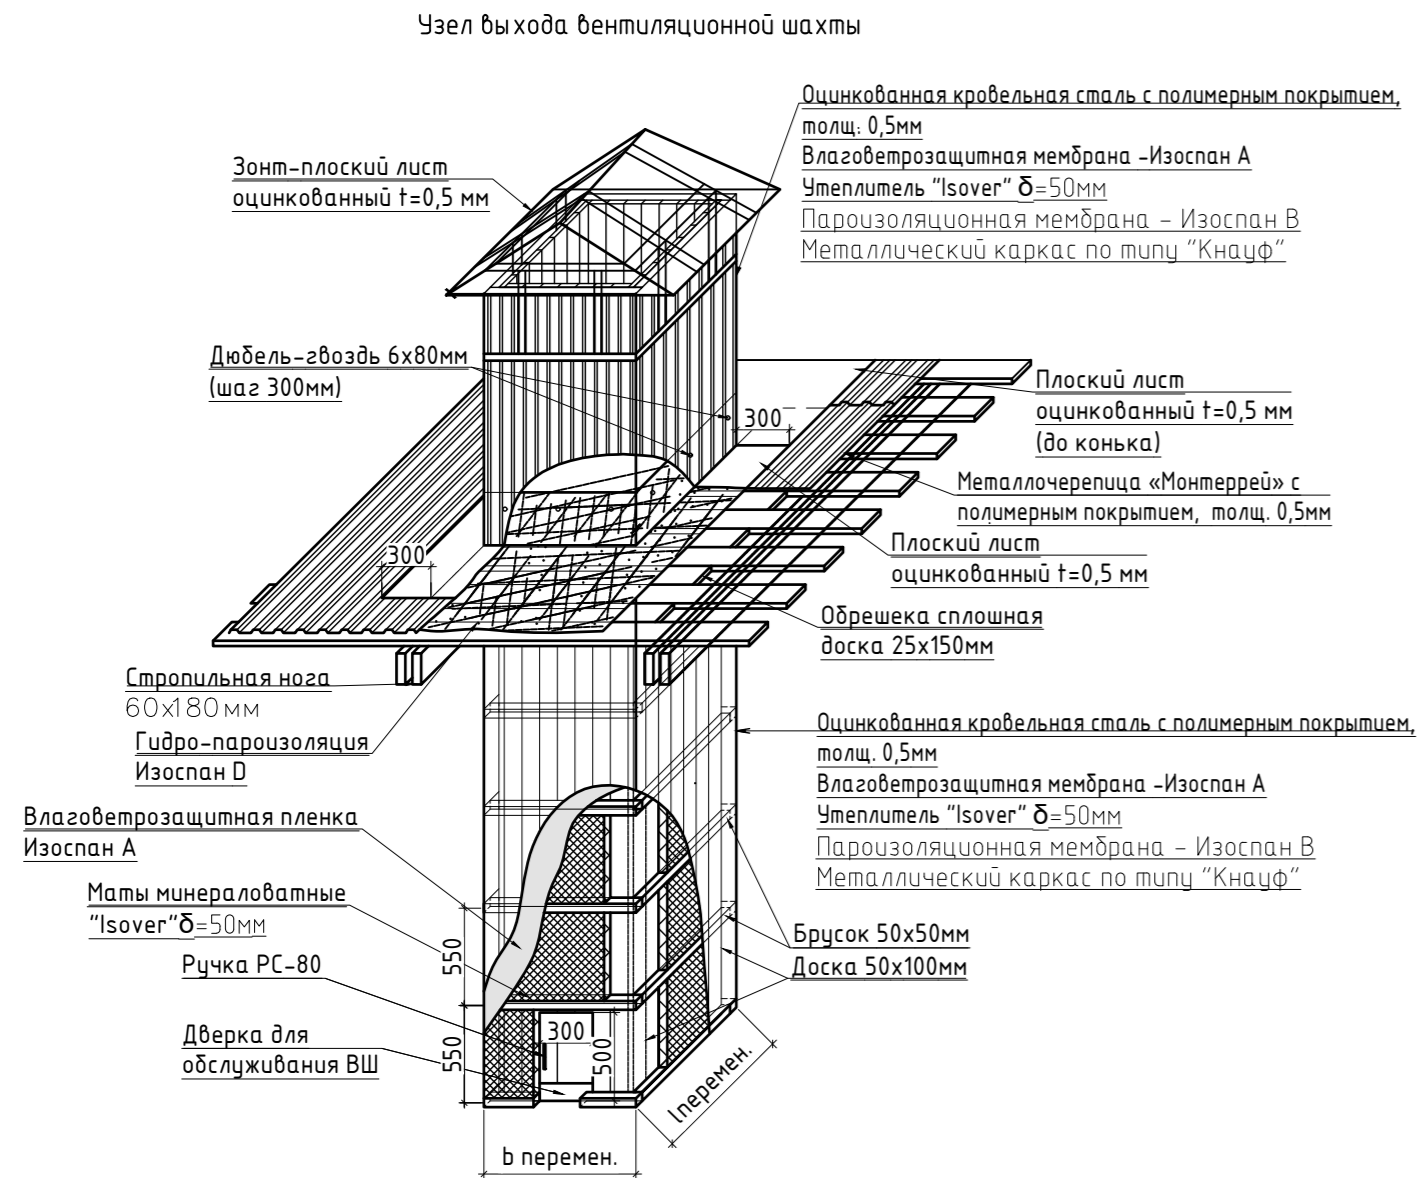 Узел выхода вентиляционной шахты
Оцинкованная кровельная сталь с полимерным покрытием,
толщ. 0,5мм
Влаговетрозащитная мембрана -Изоспан А
Утеплитель "Isover" δ=50мм
Пароизоляционная мембрана - Изоспан В
Металлический каркас по типу "Кнауф"
Зонт-плоский лист
оцинкованный t=0,5 мм
Дюбель-гвоздь 6х80мм
(шаг 300мм)
300
Плоский лист
оцинкованный t=0,5 мм
(до конька)
Металлочерепица «Монтеррей» с
полимерным покрытием, толщ. 0,5мм
Плоский лист
оцинкованный t=0,5 мм
300
Обрешека сплошная
доска 25х150мм
Стропильная нога
60х180мм
Гидро-пароизоляция
Изоспан D
Оцинкованная кровельная сталь с полимерным покрытием,
толщ. 0,5мм
Влаговетрозащитная мембрана -Изоспан А
Утеплитель "Isover" δ=50мм
Пароизоляционная мембрана - Изоспан В
Металлический каркас по типу "Кнауф"
Влаговетрозащитная пленка
Изоспан А
Маты минераловатные
"Isover"δ=50мм
Ручка РС-80
Дверка для
обслуживания ВШ
Брусок 50х50мм
Доска 50х100мм
550
550
300
500
lперемен.
b перемен.